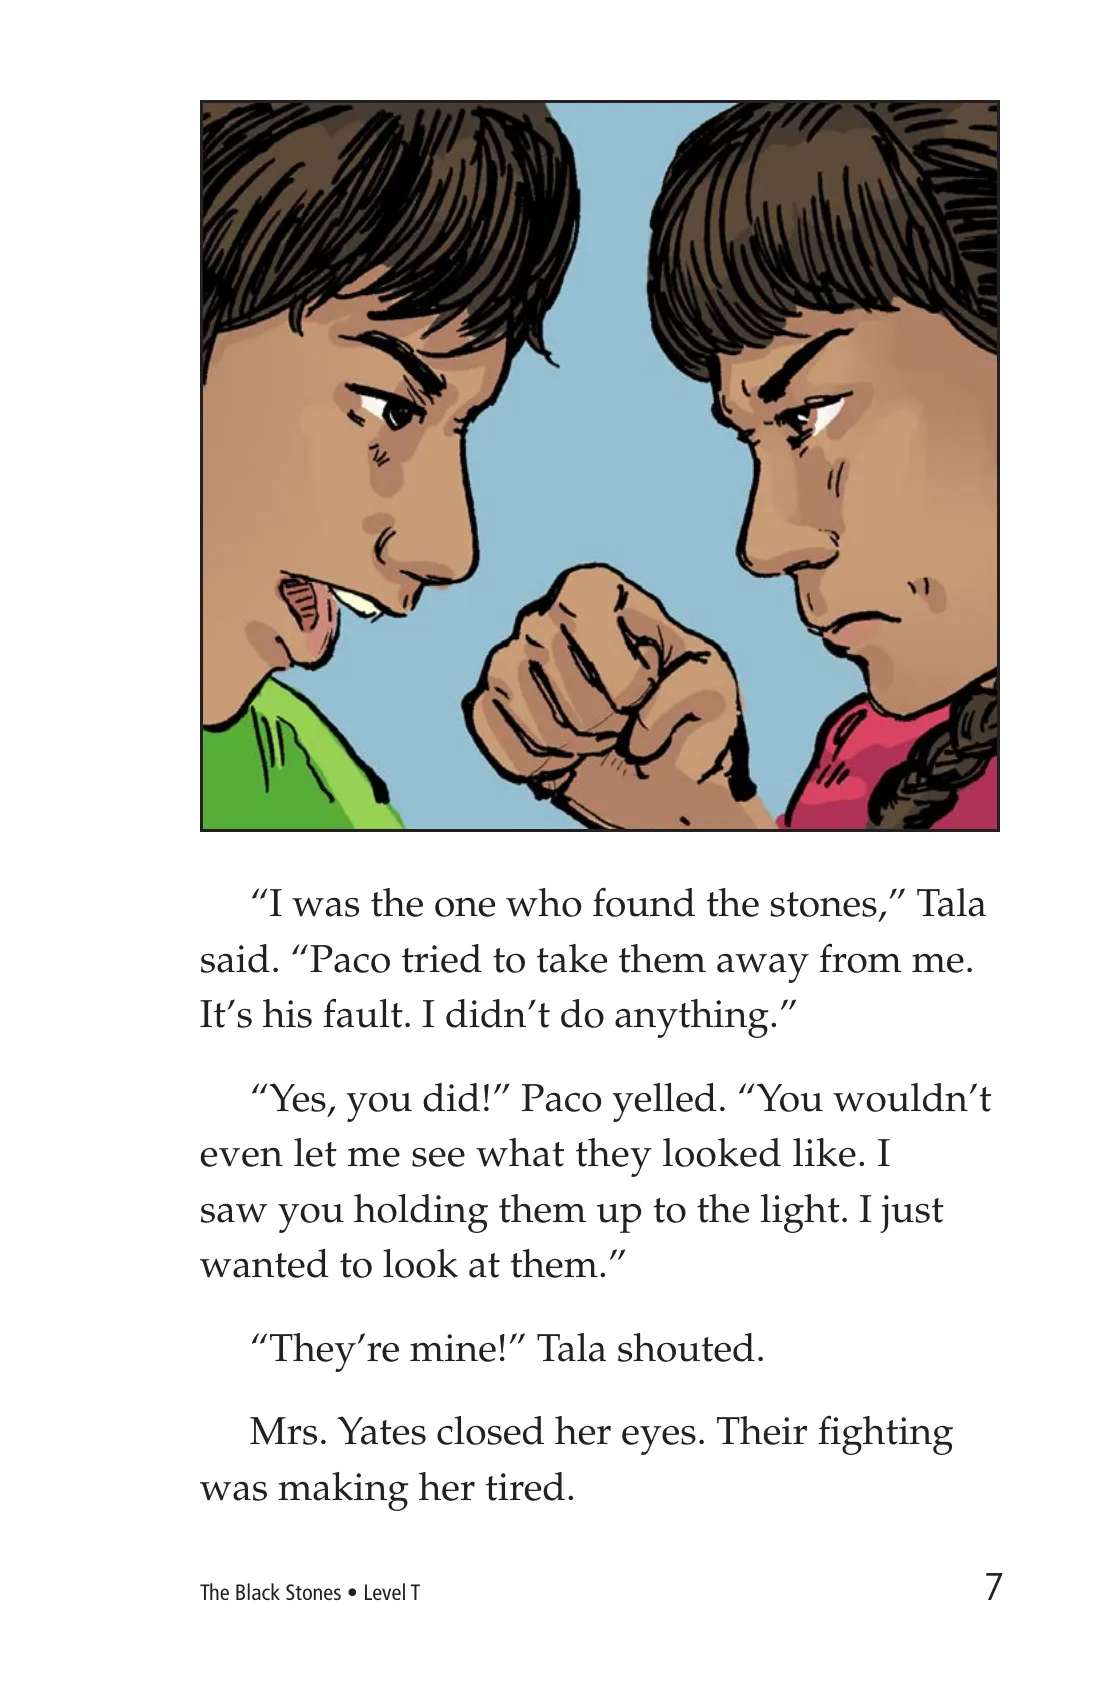 “I was the one who found the stones,” Tala
said. “Paco tried to take them away from me.
It’s his fault. I didn’t do anything.”
“Yes, you did!” Paco yelled. “You wouldn’t
even let me see what they looked like. I
saw you holding them up to the light. I just
wanted to look at them.”
“They’re mine!” Tala shouted.
Mrs. Yates closed her eyes. Their fighting
was making her tired.
The Black Stones • Level T 7